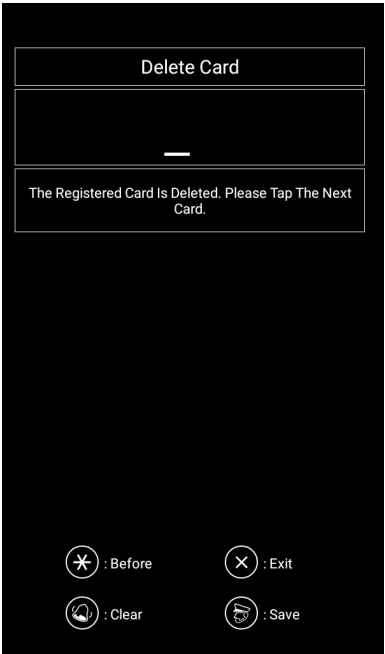 Delete Card
The Registered Card Is Deleted. Please Tap The Next
Card.
: Before
: Exit
: Clear
: Save